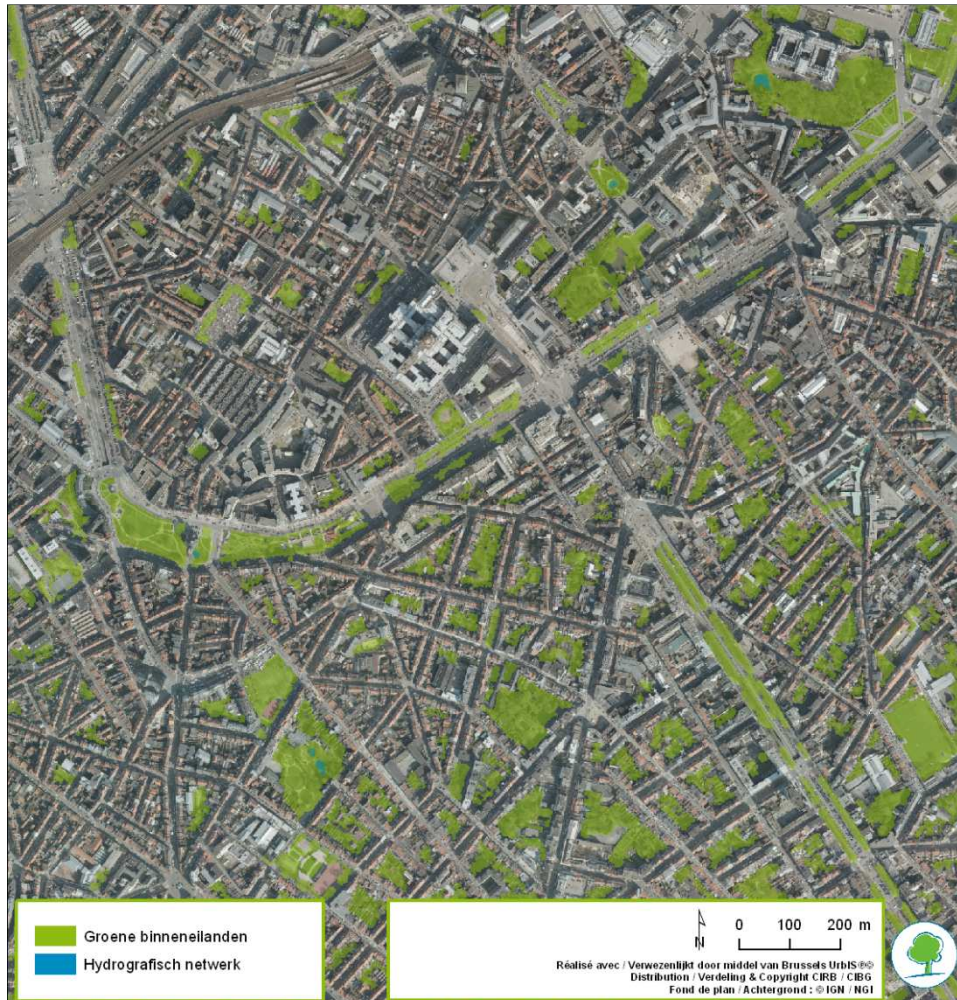 Groene binneneilanden
Hydrografisch netwerk
N
0 100 200 m
Réalisé avec / Verwezenlijkt door middel van Brussels UrbIS®©
Distribution / Verdeling & Copyright CIRB / CIBG
Fond de plan / Achtergrond : © IGN / NGI